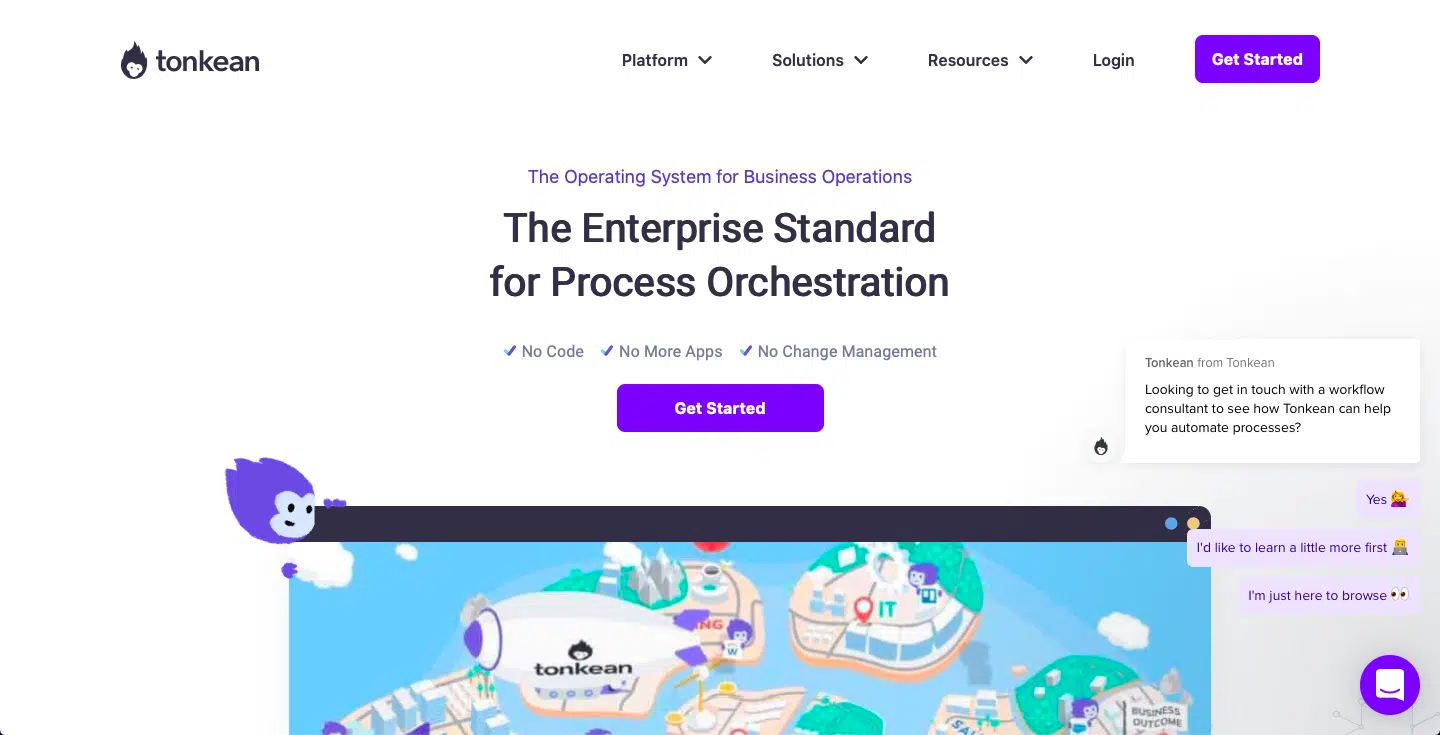 tonkean
Platform
Solutions
Resources
Login
Get Started
The Operating System for Business Operations
The Enterprise Standard
for Process Orchestration
No Code
No More Apps
No Change Management
Get Started
Tonkean from Tonkean
Looking to get in touch with a workflow
consultant to see how Tonkean can help
you automate processes?
Yes 💁‍♀️
I'd like to learn a little more first 👨‍💻
I'm just here to browse 👀
IT
W
tonkean
BUSINESS
OUTCOME